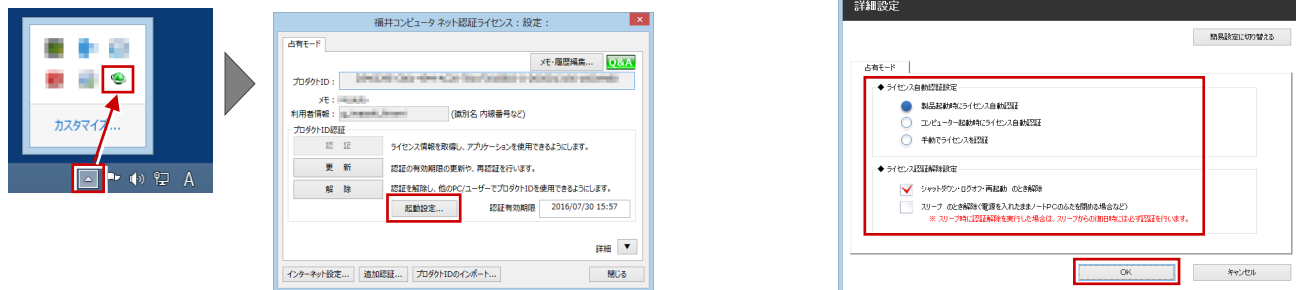 カスタマイズ...
A
福井コンピュータ ネット認証ライセンス：設定：
占有モード
メモ・履歴編集...
Q&A
プロダクトID：
メモ：
利用者情報：
(識別名 内線番号など)
プロダクトID認証
認 証
ライセンス情報を取得し、アプリケーションを使用できるようにします。
更 新
認証の有効期限の更新や、再認証を行います。
解 除
認証を解除し、他のPC/ユーザーでプロダクトIDを使用できるようにします。
起動設定...
認証有効期限
2016/07/30 15:57
詳細
インターネット設定...
追加認証...
プロダクトIDのインポート...
閉じる
詳細設定
簡易設定に切り替える
占有モード
◆ ライセンス自動認証設定
製品起動時にライセンス自動認証
コンピューター起動時にライセンス自動認証
手動でライセンスを認証
◆ ライセンス認証解除設定
シャットダウン・ログオフ・再起動 のとき解除
スリープ のとき解除(電源を入れたままノートPCのふたを閉める場合など)
※ スリープ時に認証解除を実行した場合は、スリープからの復旧時には必ず認証を行います。
OK
キャンセル